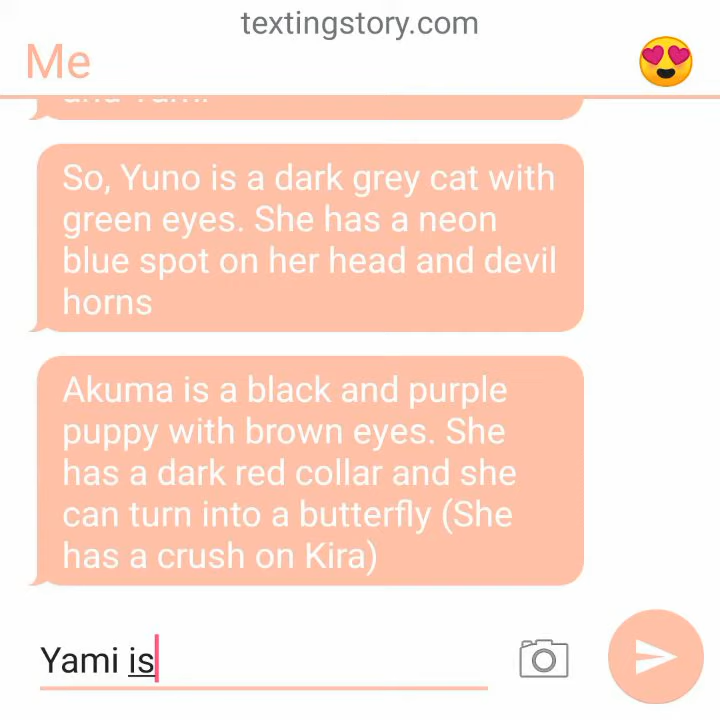 textingstory.com
Me
So, Yuno is a dark grey cat with
green eyes. She has a neon
blue spot on her head and devil
horns
Akuma is a black and purple
puppy with brown eyes. She
has a dark red collar and she
can turn into a butterfly (She
has a crush on Kira)
Yami is